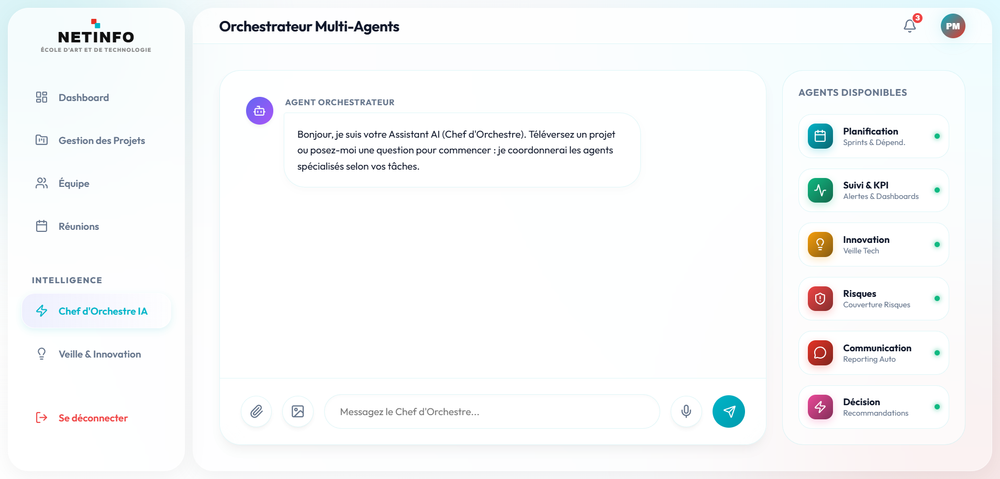 NETINFO
ÉCOLE D'ART ET DE TECHNOLOGIE
Dashboard
Gestion des Projets
Équipe
Réunions
INTELLIGENCE
Chef d'Orchestre IA
Veille & Innovation
Se déconnecter
Orchestrateur Multi-Agents
3
PM
AGENT ORCHESTRATEUR
Bonjour, je suis votre Assistant AI (Chef d'Orchestre). Téléversez un projet
ou posez-moi une question pour commencer : je coordonnerai les agents
spécialisés selon vos tâches.
Messagez le Chef d'Orchestre...
AGENTS DISPONIBLES
Planification
Sprints & Dépend.
Suivi & KPI
Alertes & Dashboards
Innovation
Veille Tech
Risques
Couverture Risques
Communication
Reporting Auto
Décision
Recommandations